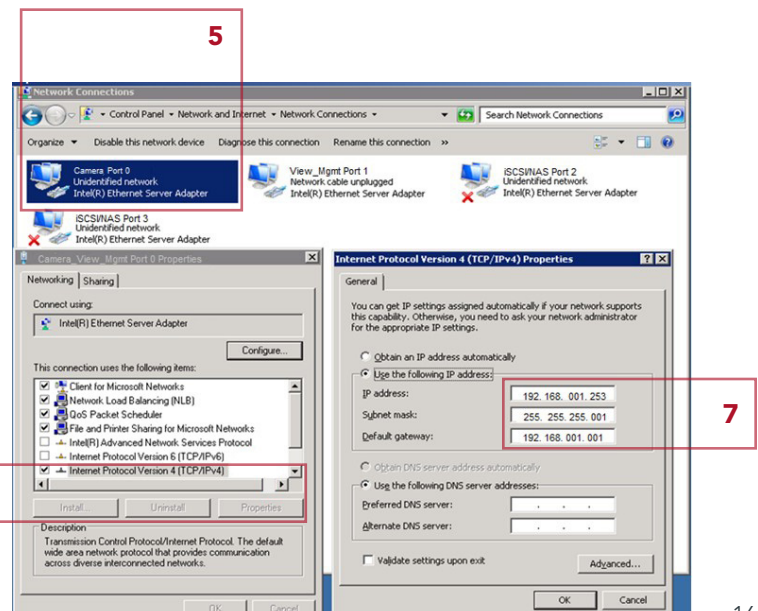 5
Network Connections
Control Panel Network and Internet Network Connections
Search Network Connections
Organize Disable this network device Diagnose this connection Rename this connection »
Camera Port 0
Unidentified network
Intel(R) Ethernet Server Adapter
View_Mgmt Port 1
Network cable unplugged
Intel(R) Ethernet Server Adapter
iSCSI/NAS Port 2
Unidentified network
Intel(R) Ethernet Server Adapter
iSCSI/NAS Port 3
Unidentified network
Intel(R) Ethernet Server Adapter
Camera_View_Mgmt Port 0 Properties
Networking Sharing
Connect using:
Intel(R) Ethernet Server Adapter
Configure...
This connection uses the following items:
Client for Microsoft Networks
Network Load Balancing (NLB)
QoS Packet Scheduler
File and Printer Sharing for Microsoft Networks
Intel(R) Advanced Network Services Protocol
Internet Protocol Version 6 (TCP/IPv6)
Internet Protocol Version 4 (TCP/IPv4)
Install... Uninstall Properties
Description
Transmission Control Protocol/Internet Protocol. The default
wide area network protocol that provides communication
across diverse interconnected networks.
OK Cancel
Internet Protocol Version 4 (TCP/IPv4) Properties
General
You can get IP settings assigned automatically if your network supports
this capability. Otherwise, you need to ask your network administrator
for the appropriate IP settings.
Obtain an IP address automatically
Use the following IP address:
IP address: 192. 168. 001. 253
Subnet mask: 255. 255. 255. 001
Default gateway: 192. 168. 001. 001
7
Obtain DNS server address automatically
Use the following DNS server addresses:
Preferred DNS server: . . .
Alternate DNS server: . . .
Validate settings upon exit
Advanced...
OK Cancel